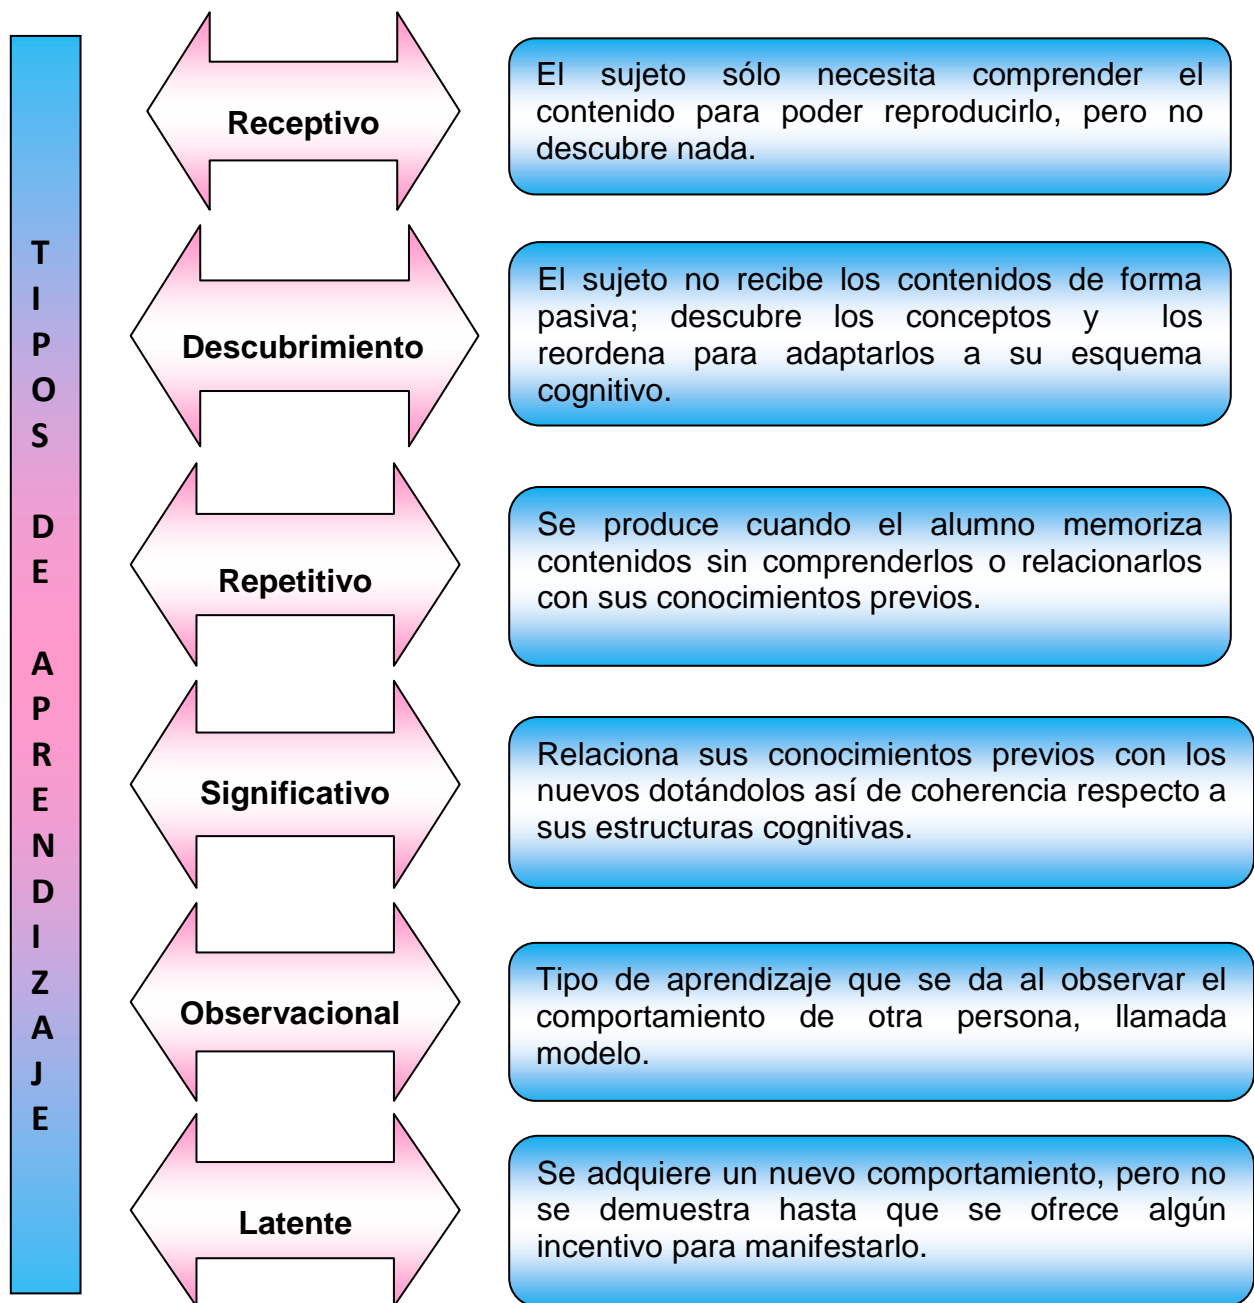 TIPOS DE APRENDIZAJE
Receptivo
El sujeto sólo necesita comprender el
contenido para poder reproducirlo, pero no
descubre nada.
Descubrimiento
El sujeto no recibe los contenidos de forma
pasiva; descubre los conceptos y los
reordena para adaptarlos a su esquema
cognitivo.
Repetitivo
Se produce cuando el alumno memoriza
contenidos sin comprenderlos o relacionarlos
con sus conocimientos previos.
Significativo
Relaciona sus conocimientos previos con los
nuevos dotándolos así de coherencia respecto a
sus estructuras cognitivas.
Observacional
Tipo de aprendizaje que se da al observar el
comportamiento de otra persona, llamada
modelo.
Latente
Se adquiere un nuevo comportamiento, pero no
se demuestra hasta que se ofrece algún
incentivo para manifestarlo.